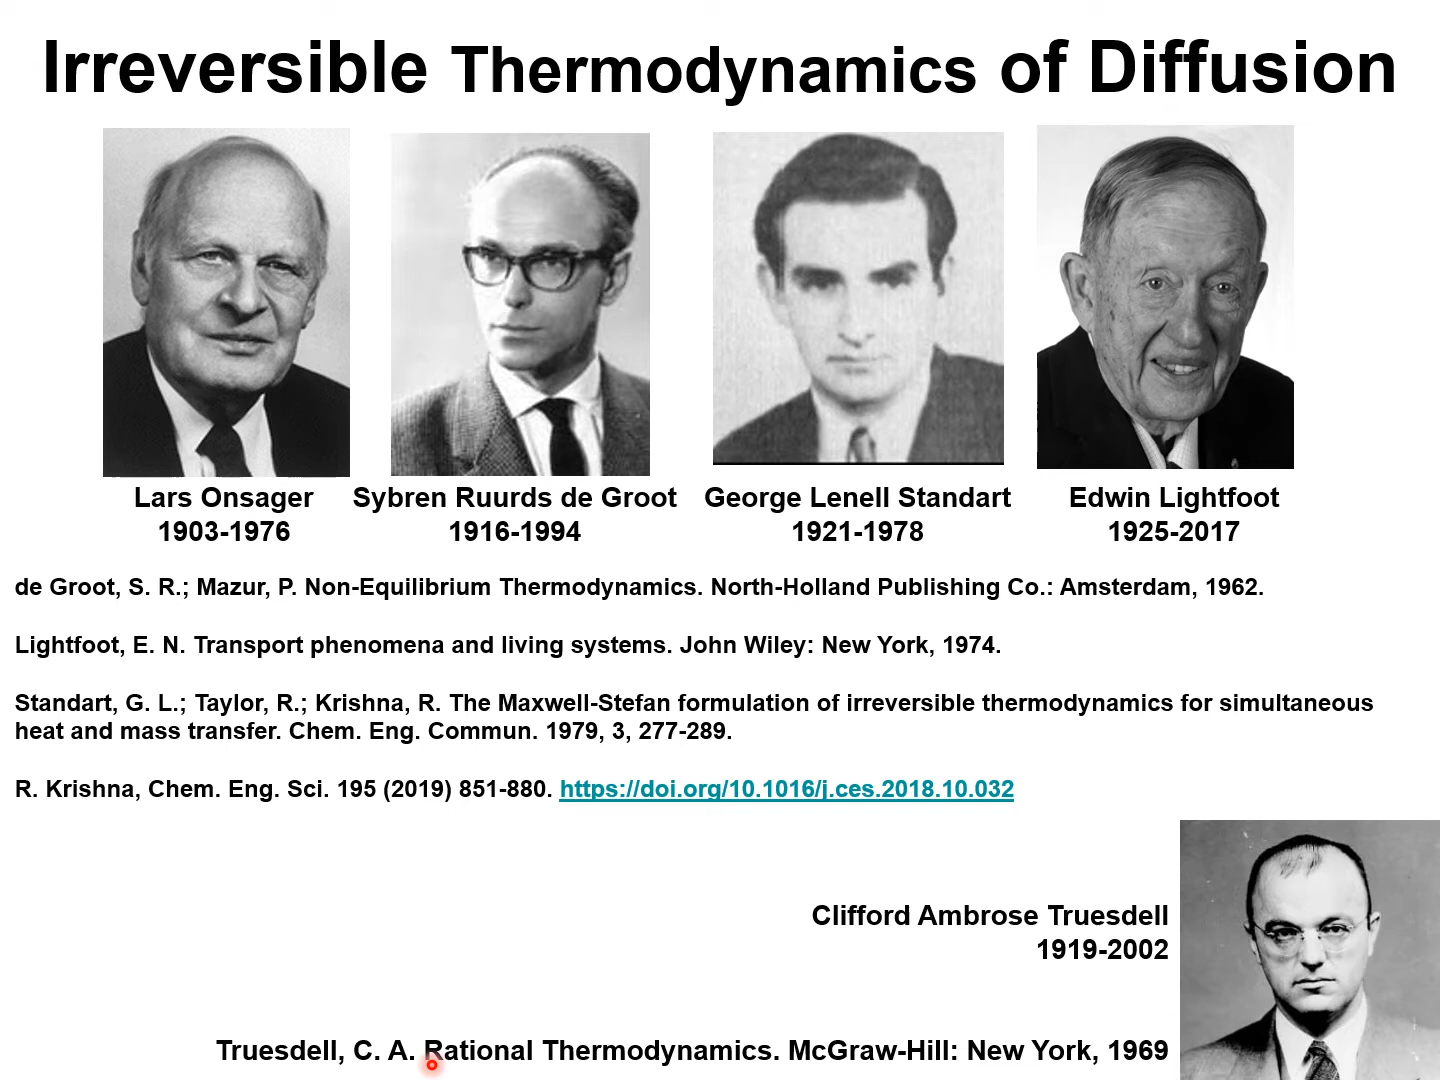 Irreversible Thermodynamics of Diffusion
Lars Onsager
1903-1976
Sybren Ruurds de Groot
1916-1994
George Lenell Standart
1921-1978
Edwin Lightfoot
1925-2017
de Groot, S. R.; Mazur, P. Non-Equilibrium Thermodynamics. North-Holland Publishing Co.: Amsterdam, 1962.
Lightfoot, E. N. Transport phenomena and living systems. John Wiley: New York, 1974.
Standart, G. L.; Taylor, R.; Krishna, R. The Maxwell-Stefan formulation of irreversible thermodynamics for simultaneous
heat and mass transfer. Chem. Eng. Commun. 1979, 3, 277-289.
R. Krishna, Chem. Eng. Sci. 195 (2019) 851-880. https://doi.org/10.1016/j.ces.2018.10.032
Clifford Ambrose Truesdell
1919-2002
Truesdell, C. A. Rational Thermodynamics. McGraw-Hill: New York, 1969